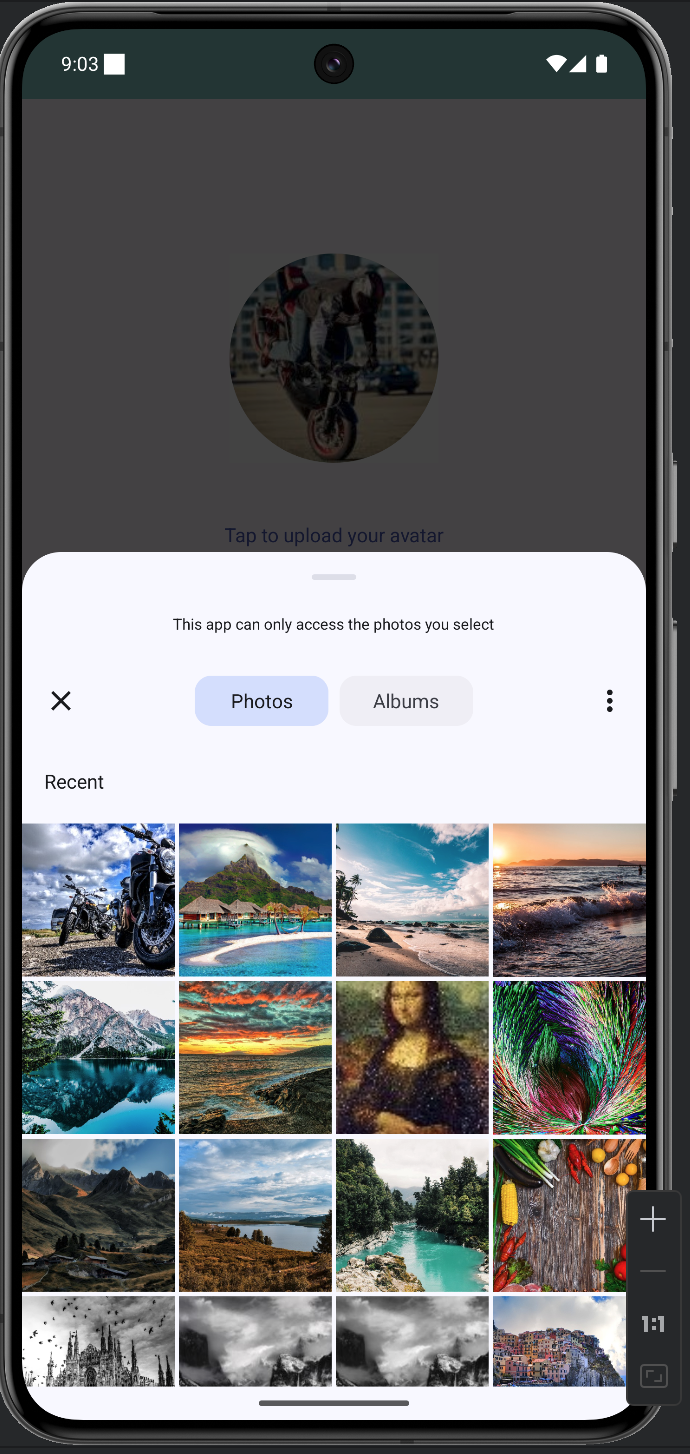 9:03
Tap to upload your avatar
This app can only access the photos you select
Photos
Albums
Recent
1:1